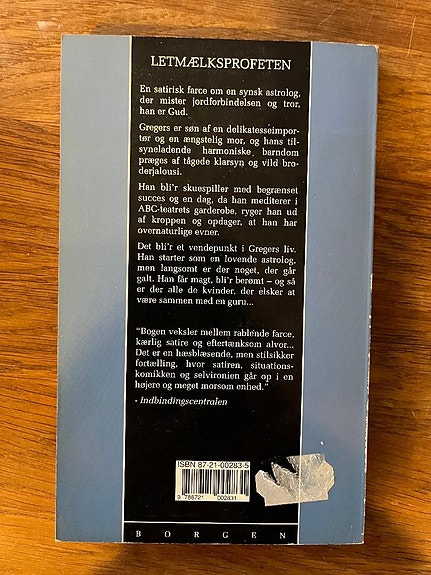 LETMÆLKSPROFETEN
En satirisk farce om en synsk astrolog,
der mister jordforbindelsen og tror,
han er Gud.
Gregers er søn af en delikatesseimpor-
tør og en ængstelig mor, og hans til-
syneladende harmoniske barndom
præges af tågede klarsyn og vild bro-
derjalousi.
Han bli'r skuespiller med begrænset
succes og en dag, da han mediterer i
ABC-teatrets garderobe, ryger han ud
af kroppen og opdager, at han har
overnaturlige evner.
Det bli'r et vendepunkt i Gregers liv.
Han starter som en lovende astrolog,
men langsomt er der noget, der går
galt. Han får magt, bli'r berømt – og så
er der alle de kvinder, der elsker at
være sammen med en guru...
"Bogen veksler mellem rablende farce,
kærlig satire og eftertænksom alvor...
Det er en hæsblæsende, men stilsikker
fortælling, hvor satiren, situations-
komikken og selvironien går op i en
højere og meget morsom enhed."
- Indbindingscentralen
ISBN 87-21-00283-5
9 788721 002831
BORGEN